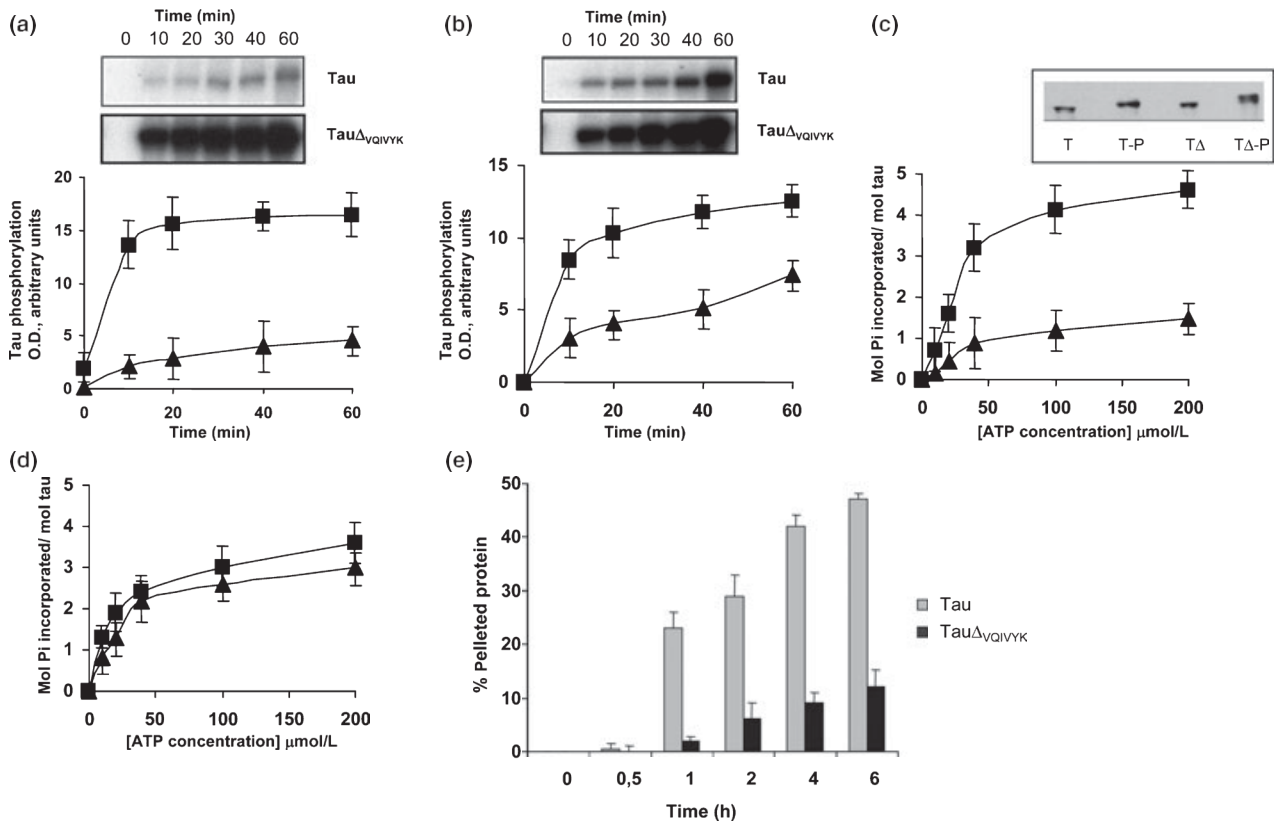 (a)
Time (min)
0 10 20 30 40 60
Tau
TauΔVQIVYK
Tau phosphorylation
O.D., arbitrary units
20
15
10
5
0
0 20 40 60
Time (min)
(b)
Time (min)
0 10 20 30 40 60
Tau
TauΔVQIVYK
Tau phosphorylation
O.D., arbitrary units
15
10
5
0
0 20 40 60
Time (min)
(c)
T T-P TΔ TΔ-P
Mol Pi incorporated/ mol tau
5
4
3
2
1
0
0 50 100 150 200
[ATP concentration] μmol/L
(d)
Mol Pi incorporated/ mol tau
5
4
3
2
1
0
0 50 100 150 200
[ATP concentration] μmol/L
(e)
% Pelleted protein
50
40
30
20
10
0
0 0,5 1 2 4 6
Time (h)
Tau
TauΔVQIVYK